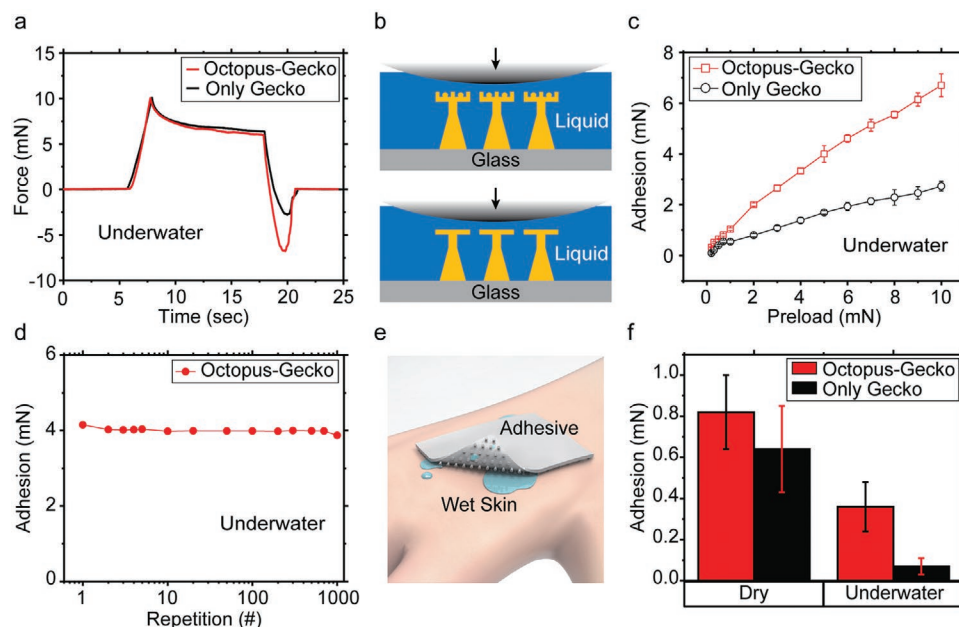 a
Force (mN)
15
10
5
0
-5
-10
Octopus-Gecko
Only Gecko
Underwater
0
5
10
15
20
25
Time (sec)
b
Liquid
Glass
Liquid
Glass
c
Adhesion (mN)
8
6
4
2
0
Octopus-Gecko
Only Gecko
Underwater
0
2
4
6
8
10
Preload (mN)
d
Adhesion (mN)
6
4
2
0
Octopus-Gecko
Underwater
1
10
100
1000
Repetition (#)
e
Adhesive
Wet Skin
f
Adhesion (mN)
1.0
0.8
0.6
0.4
0.2
0.0
Octopus-Gecko
Only Gecko
Dry
Underwater